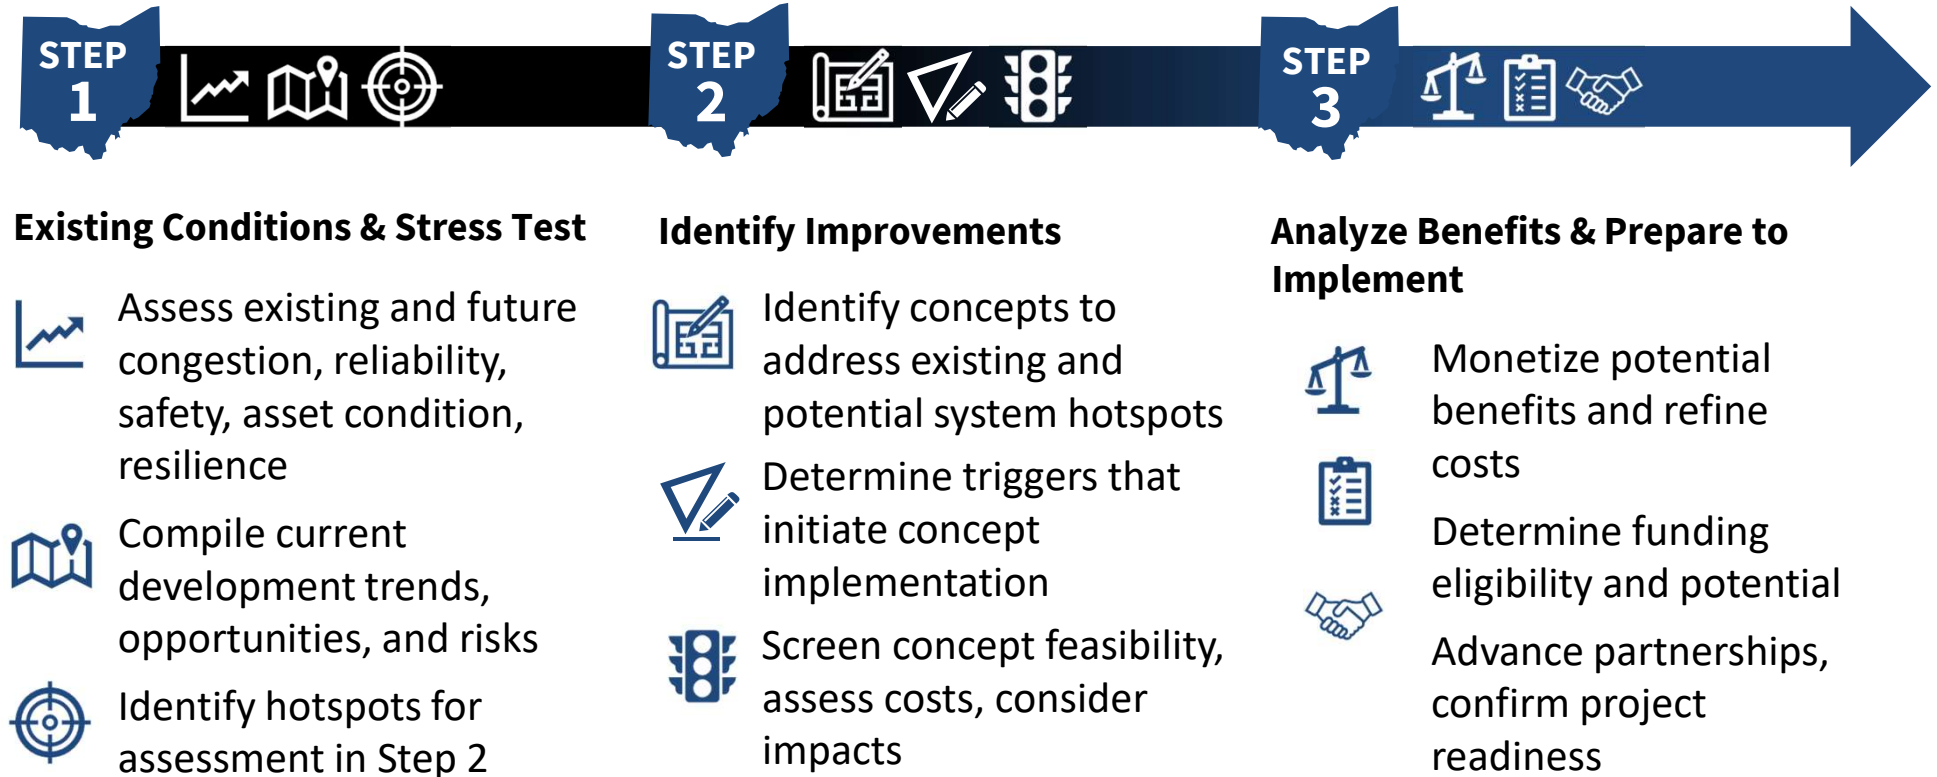 STEP
1
STEP
2
STEP
3
Existing Conditions & Stress Test
Assess existing and future
congestion, reliability,
safety, asset condition,
resilience
Compile current
development trends,
opportunities, and risks
Identify hotspots for
assessment in Step 2
Identify Improvements
Identify concepts to
address existing and
potential system hotspots
Determine triggers that
initiate concept
implementation
Screen concept feasibility,
assess costs, consider
impacts
Analyze Benefits & Prepare to
Implement
Monetize potential
benefits and refine
costs
Determine funding
eligibility and potential
Advance partnerships,
confirm project
readiness